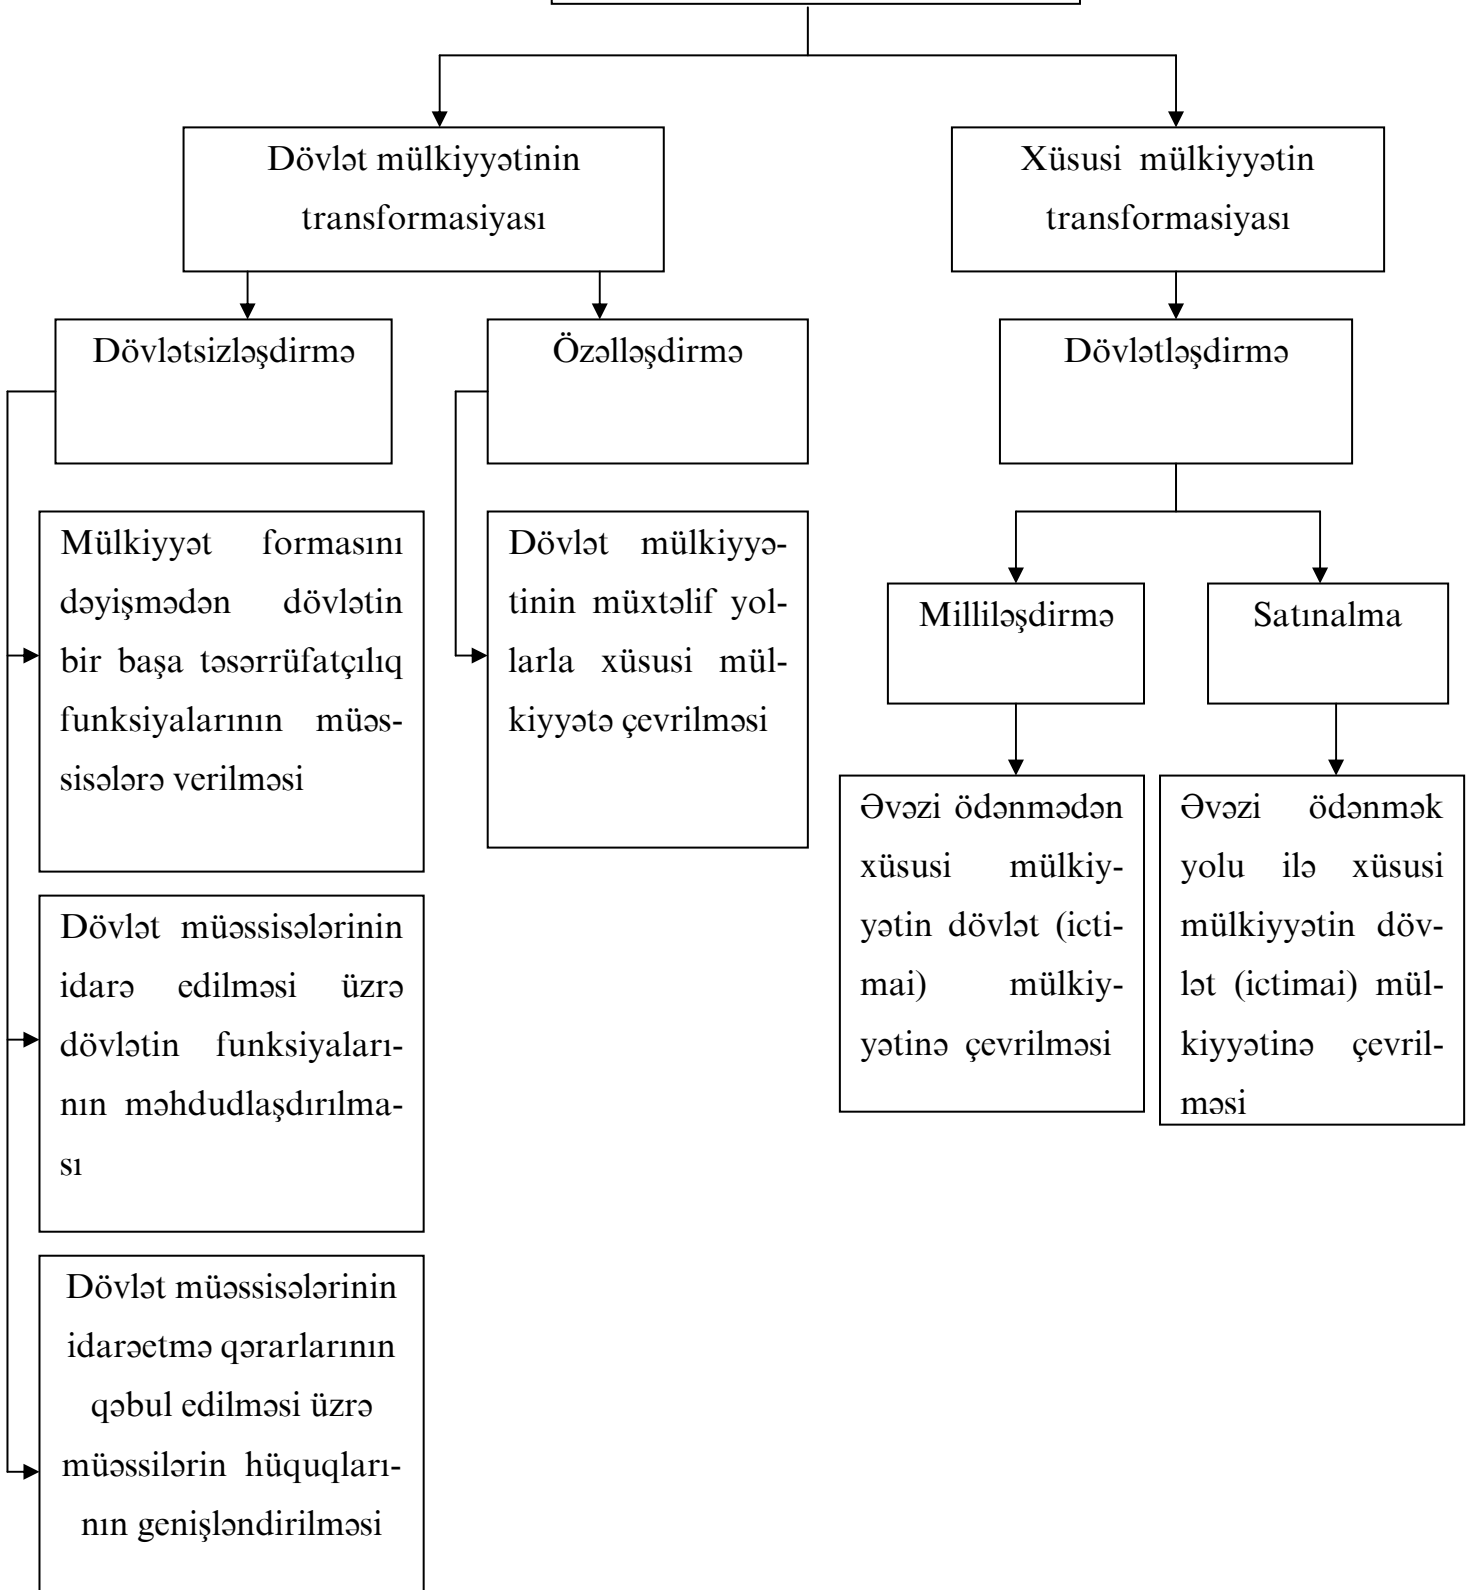 Dövlət mülkiyyətinin
transformasiyası
Xüsusi mülkiyyətin
transformasiyası
Dövlətsizləşdirmə
Özəlləşdirmə
Dövlətləşdirmə
Mülkiyyət formasını
dəyişmədən dövlətin
bir başa təsərrüfatçılıq
funksiyalarının müəs-
sisələrə verilməsi
Dövlət mülkiyyə-
tinin müxtəlif yol-
larla xüsusi mül-
kiyyətə çevrilməsi
Milliləşdirmə
Satınalma
Əvəzi ödənmədən
xüsusi mülkiy-
yətin dövlət (icti-
mai) mülkiy-
yətinə çevrilməsi
Əvəzi ödənmək
yolu ilə xüsusi
mülkiyyətin döv-
lət (ictimai) mül-
kiyyətinə çevril-
məsi
Dövlət müəssisələrinin
idarə edilməsi üzrə
dövlətin funksiyaları-
nın məhdudlaşdırılma-
sı
Dövlət müəssisələrinin
idarəetmə qərarlarının
qəbul edilməsi üzrə
müəssilərin hüquqları-
nın genişləndirilməsi